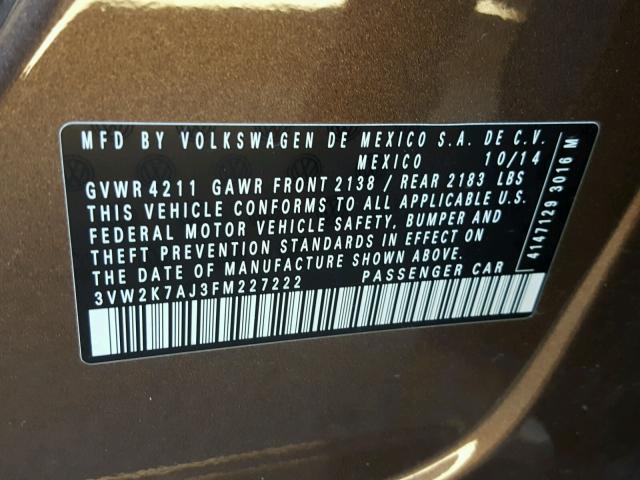 MFD BY VOLKSWAGEN DE MEXICO S.A. DE C.V.
MEXICO 10/14
GVWR 4211 GAWR FRONT 2138 / REAR 2183 LBS
THIS VEHICLE CONFORMS TO ALL APPLICABLE U.S.
FEDERAL MOTOR VEHICLE SAFETY, BUMPER AND
THEFT PREVENTION STANDARDS IN EFFECT ON
THE DATE OF MANUFACTURE SHOWN ABOVE.
3VW2K7AJ3FM227222 PASSENGER CAR
4147129 3016 M